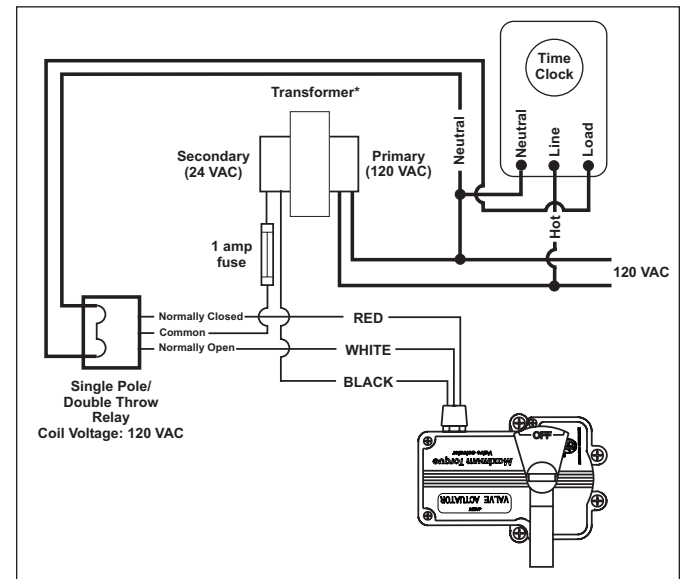 Time
Clock
Transformer*
Neutral
Neutral
Line
Load
Secondary
(24 VAC)
Primary
(120 VAC)
Hot
1 amp
fuse
120 VAC
Normally Closed
RED
Common
Normally Open
WHITE
BLACK
Single Pole/
Double Throw
Relay
Coil Voltage: 120 VAC
OFF
Maximum Torque
Valve actuator
VALVE ACTUATOR